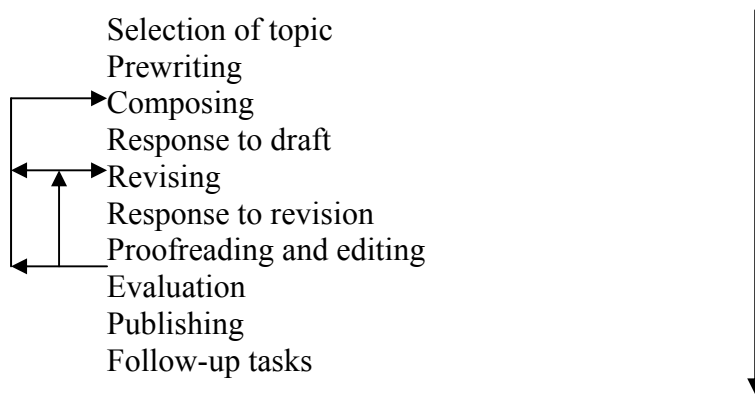 Selection of topic
Prewriting
Composing
Response to draft
Revising
Response to revision
Proofreading and editing
Evaluation
Publishing
Follow-up tasks